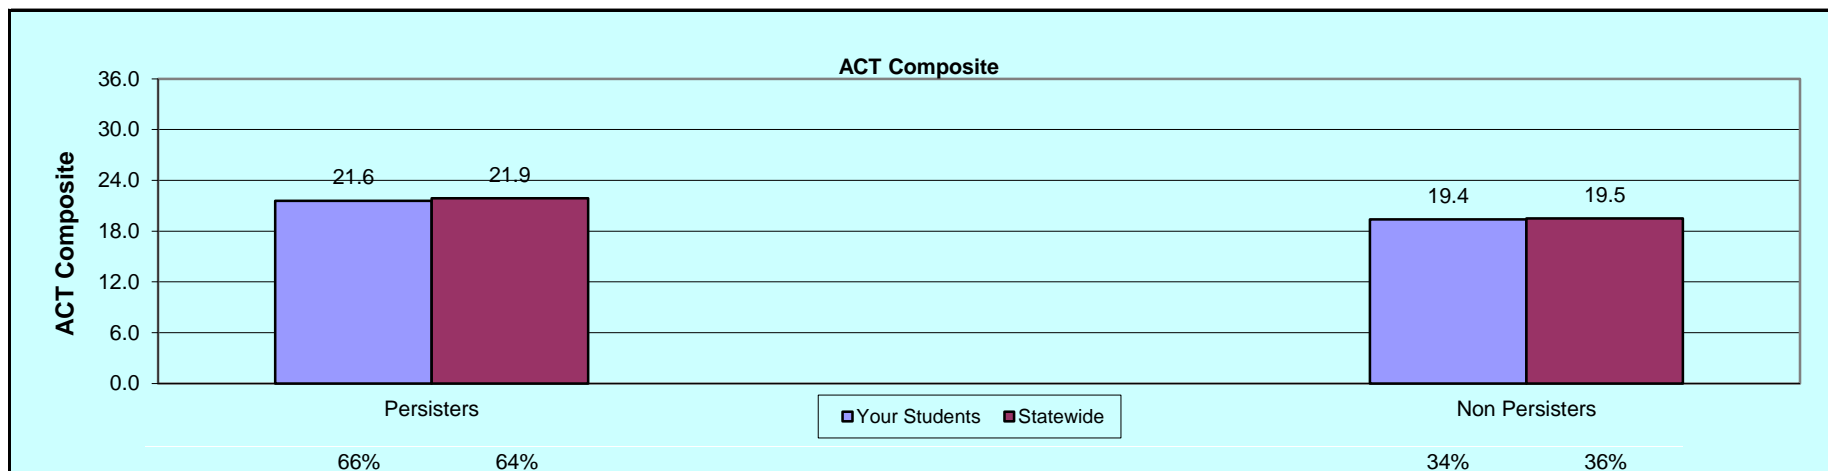 ACT Composite
ACT Composite
36.0
30.0
24.0
18.0
12.0
6.0
0.0
21.6
21.9
19.4
19.5
Persisters
Non Persisters
Your Students Statewide
66% 64% 34% 36%